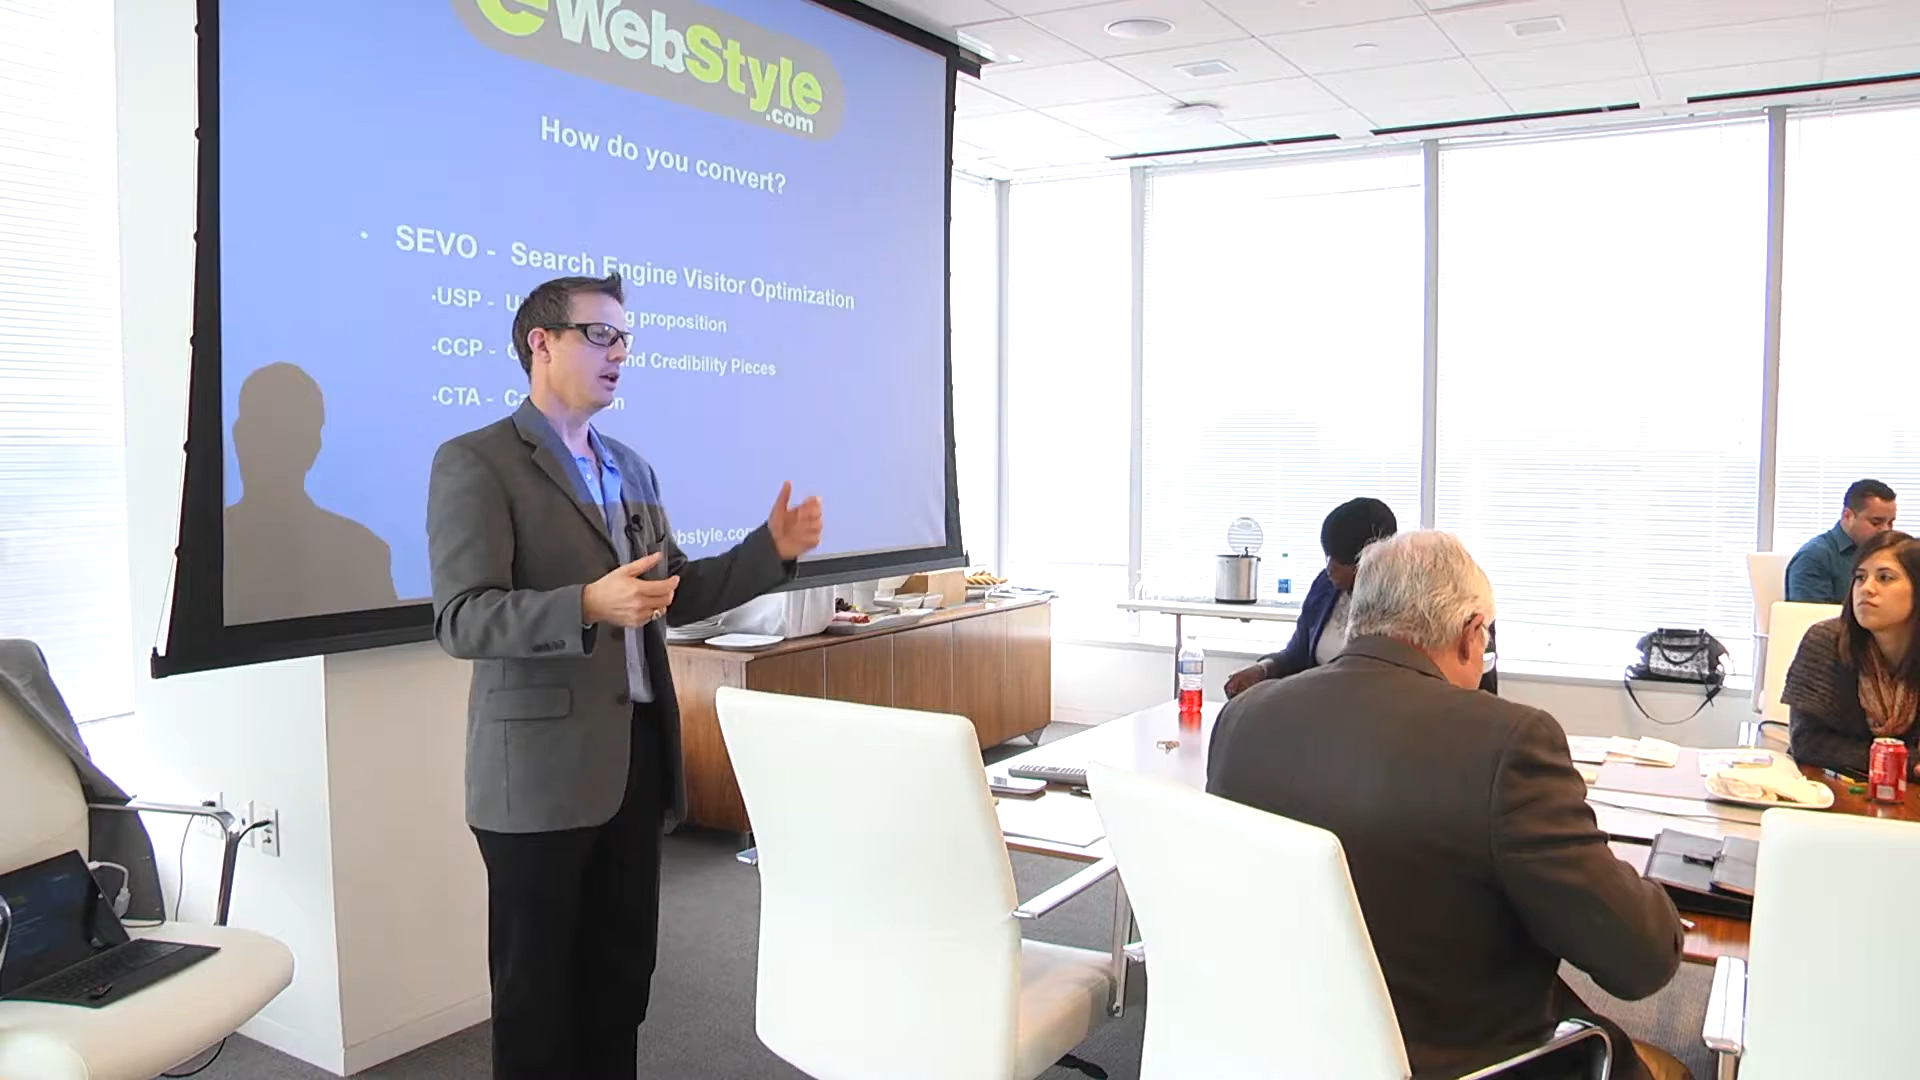 eWebStyle
.com
How do you convert?
• SEVO - Search Engine Visitor Optimization
•USP - g proposition
•CCP - nd Credibility Pieces
•CTA - Ca n
bstyle.com